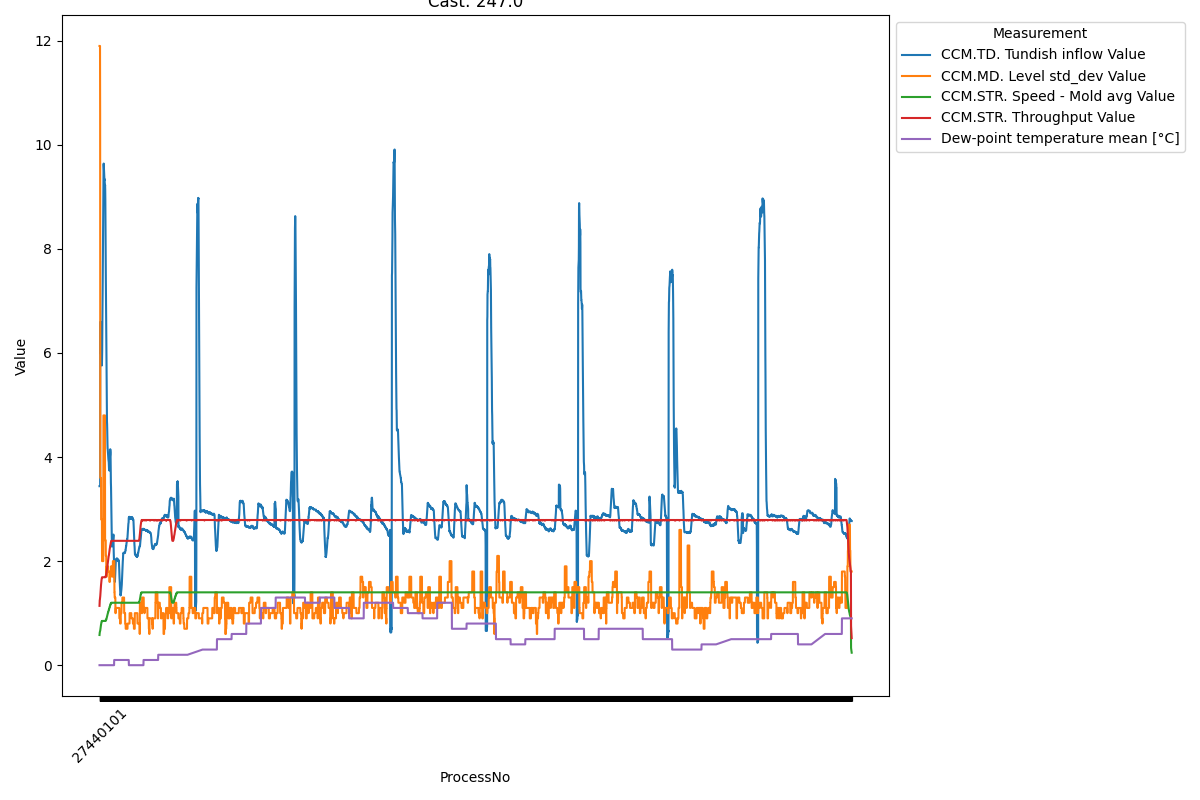 Cast: 247.0
12
10
8
6
4
2
0
Value
27440101
ProcessNo
Measurement
CCM.TD. Tundish inflow Value
CCM.MD. Level std_dev Value
CCM.STR. Speed - Mold avg Value
CCM.STR. Throughput Value
Dew-point temperature mean [°C]